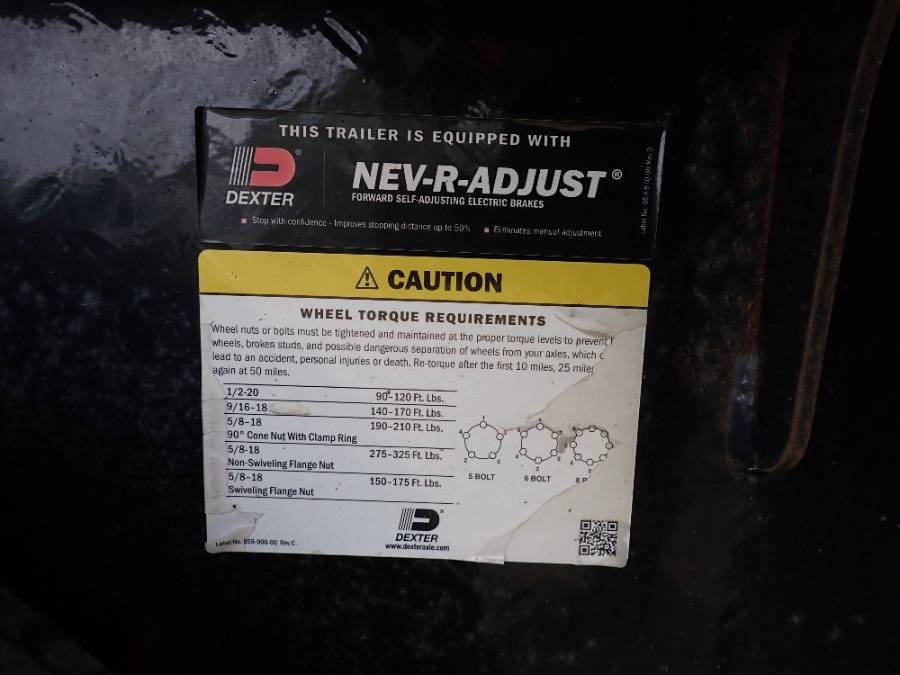 THIS TRAILER IS EQUIPPED WITH
DEXTER ®
NEV-R-ADJUST ®
FORWARD SELF-ADJUSTING ELECTRIC BRAKES
Stop with confidence - Improves stopping distance up to 50%
Eliminates manual adjustment
⚠ CAUTION
WHEEL TORQUE REQUIREMENTS
Wheel nuts or bolts must be tightened and maintained at the proper torque levels to prevent
wheels, broken studs, and possible dangerous separation of wheels from your axles, which
lead to an accident, personal injuries or death. Re-torque after the first 10 miles, 25
again at 50 miles.
1/2-20 90-120 Ft. Lbs.
9/16-18 140-170 Ft. Lbs.
5/8-18 190-210 Ft. Lbs.
90° Cone Nut With Clamp Ring
5/8-18 275-325 Ft. Lbs.
Non-Swiveling Flange Nut
5/8-18 150-175 Ft. Lbs.
Swiveling Flange Nut
5 BOLT
6 BOLT
8
DEXTER
www.dexteraxle.com
Label No. 059-900-00 Rev.C